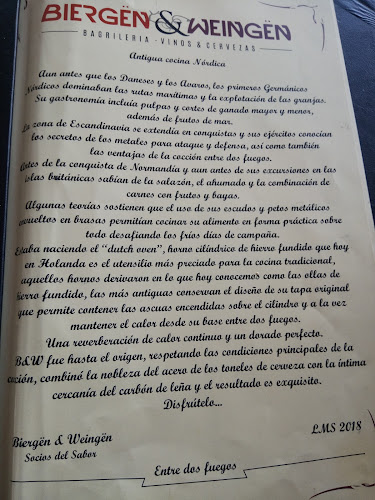 BIERGËN & WEINGËN
BARRILERIA - VINOS & CERVEZAS
Antigua cocina Nórdica
Aun antes que los Daneses y los Avaros, los primeros Germánicos
Nórdicos dominaban las rutas marítimas y la explotación de las granjas.
Su gastronomía incluía pulpas y cortes de ganado mayor y menor,
además de frutos de mar.
La zona de Escandinavia se extendía en conquistas y sus ejércitos conocían
los secretos de los metales para ataque y defensa, así como también
las ventajas de la cocción entre dos fuegos.
Antes de la conquista de Normandía y aun antes de sus excursiones en las
islas británicas sabían de la salazón, el ahumado y la combinación de
carnes con frutos y bayas.
Algunas teorías sostienen que el uso de sus escudos y petos metálicos
envueltos en brasas permitían cocinar su alimento en forma práctica sobre
todo desafiando los fríos días de campaña.
Estaba naciendo el "dutch oven", horno cilíndrico de hierro fundido que hoy
en Holanda es el utensilio más preciado para la cocina tradicional,
aquellos hornos derivaron en lo que hoy conocemos como las ollas de
hierro fundido, las más antiguas conservan el diseño de su tapa original
que permite contener las ascuas encendidas sobre el cilindro y a la vez
mantener el calor desde su base entre dos fuegos.
Una reverberación de calor continuo y un dorado perfecto.
B&W fue hasta el origen, respetando las condiciones principales de la
cocción, combinó la nobleza del acero de los toneles de cerveza con la íntima
cercanía del carbón de leña y el resultado es exquisito.
Disfrútelo...
Biergën & Weingën
LMS 2018
Socios del Sabor
Entre dos fuegos